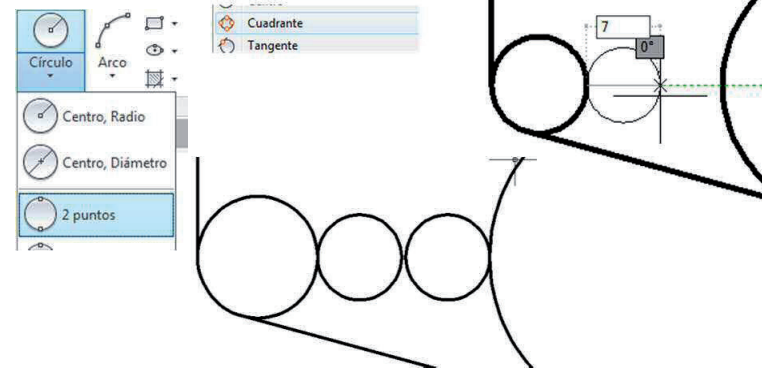 Círculo
Arco
Centro, Radio
Centro, Diámetro
2 puntos
Cuadrante
Tangente
7
0°